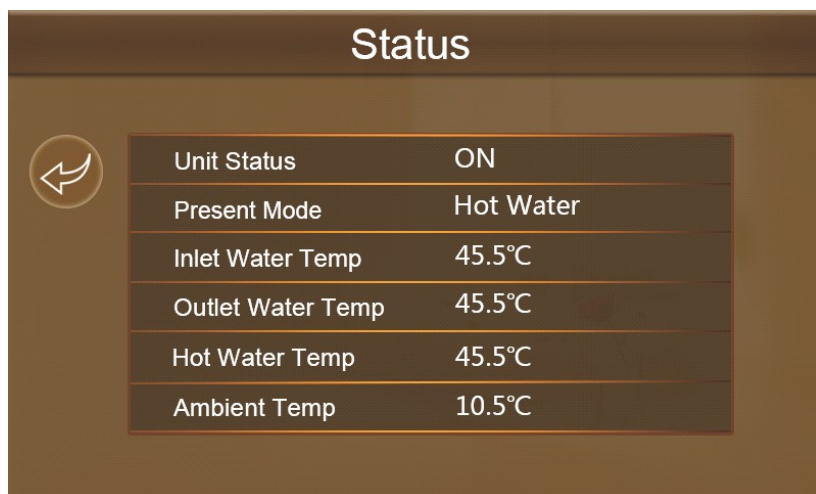 Status
Unit Status ON
Present Mode Hot Water
Inlet Water Temp 45.5℃
Outlet Water Temp 45.5℃
Hot Water Temp 45.5℃
Ambient Temp 10.5℃